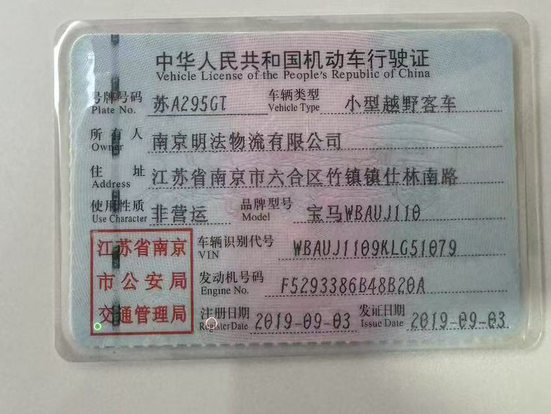 中华人民共和国机动车行驶证
Vehicle License of the People's Republic of China
号牌号码 苏A295GT 车辆类型 小型越野客车
Plate No. Vehicle Type
所有人 南京明法物流有限公司
Owner
住址 江苏省南京市六合区竹镇镇仕林南路
Address
使用性质 非营运 品牌型号 宝马WBAUJ110
Use Character Model
江苏省南京
市公安局
交通管理局
车辆识别代号 WBAUJ1109KLG51079
VIN
发动机号码 F5293386B48B20A
Engine No.
注册日期 2019-09-03 发证日期 2019-09-03
Register Date Issue Date